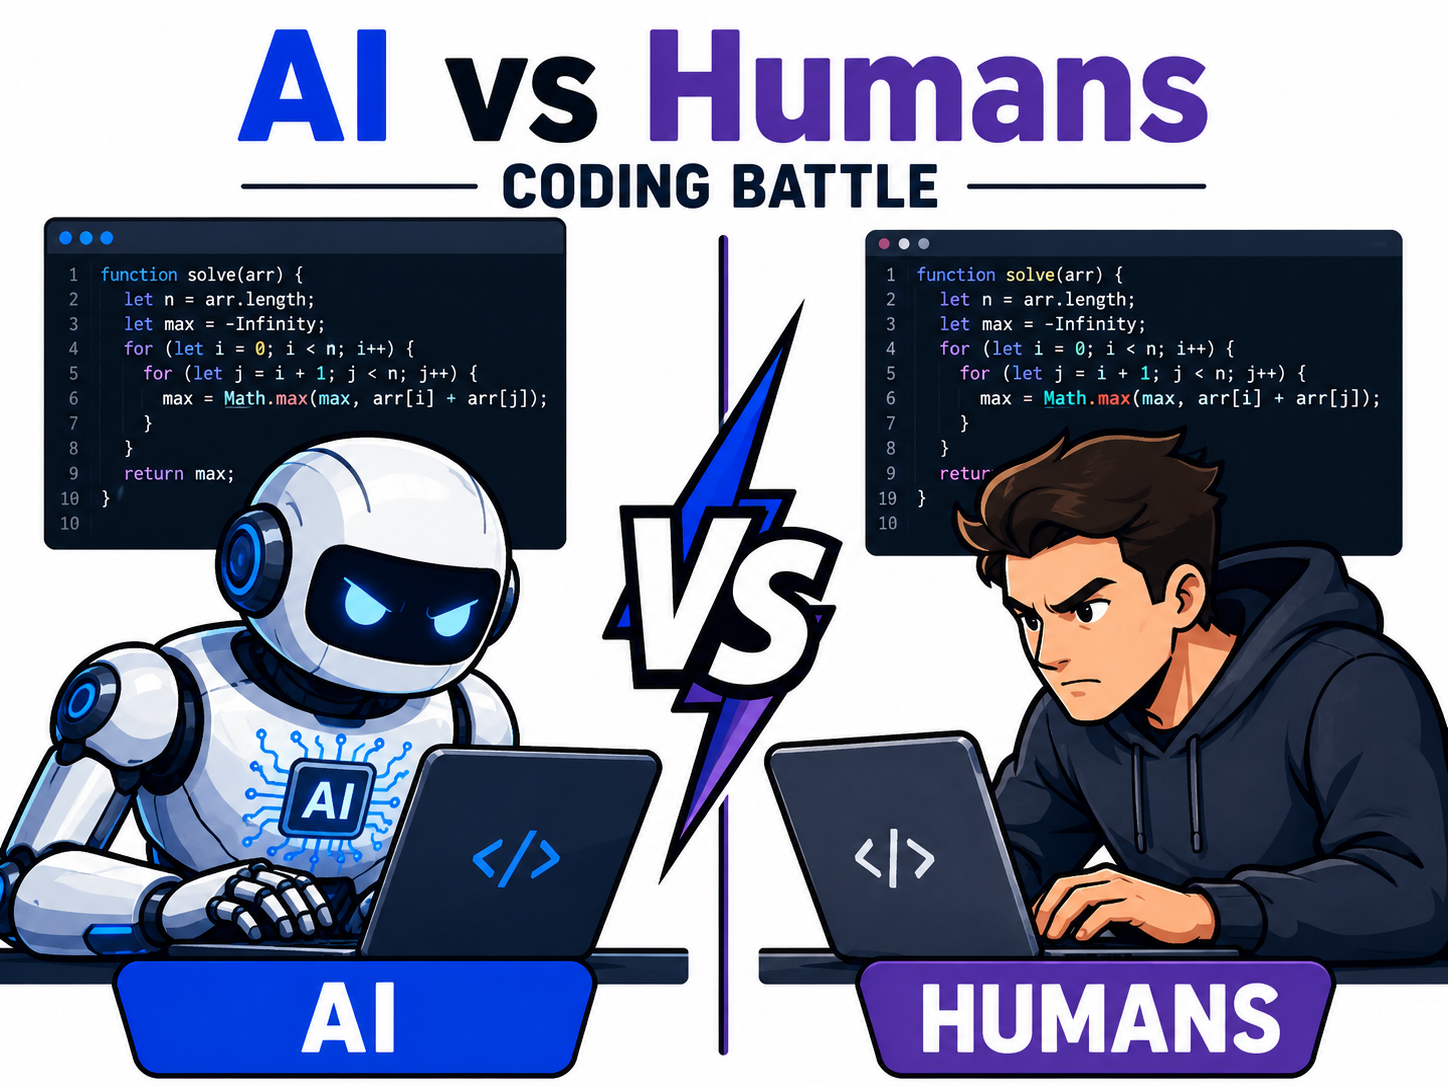 AI vs Humans
CODING BATTLE
1 function solve(arr) {
2 let n = arr.length;
3 let max = -Infinity;
4 for (let i = 0; i < n; i++) {
5 for (let j = i + 1; j < n; j++) {
6 max = Math.max(max, arr[i] + arr[j]);
7 }
8 }
9 return max;
10 }
10
1 function solve(arr) {
2 let n = arr.length;
3 let max = -Infinity;
4 for (let i = 0; i < n; i++) {
5 for (let j = i + 1; j < n; j++) {
6 max = Math.max(max, arr[i] + arr[j]);
7 }
8 }
9 retur
19 }
10
VS
AI
</>
<|>
AI
HUMANS